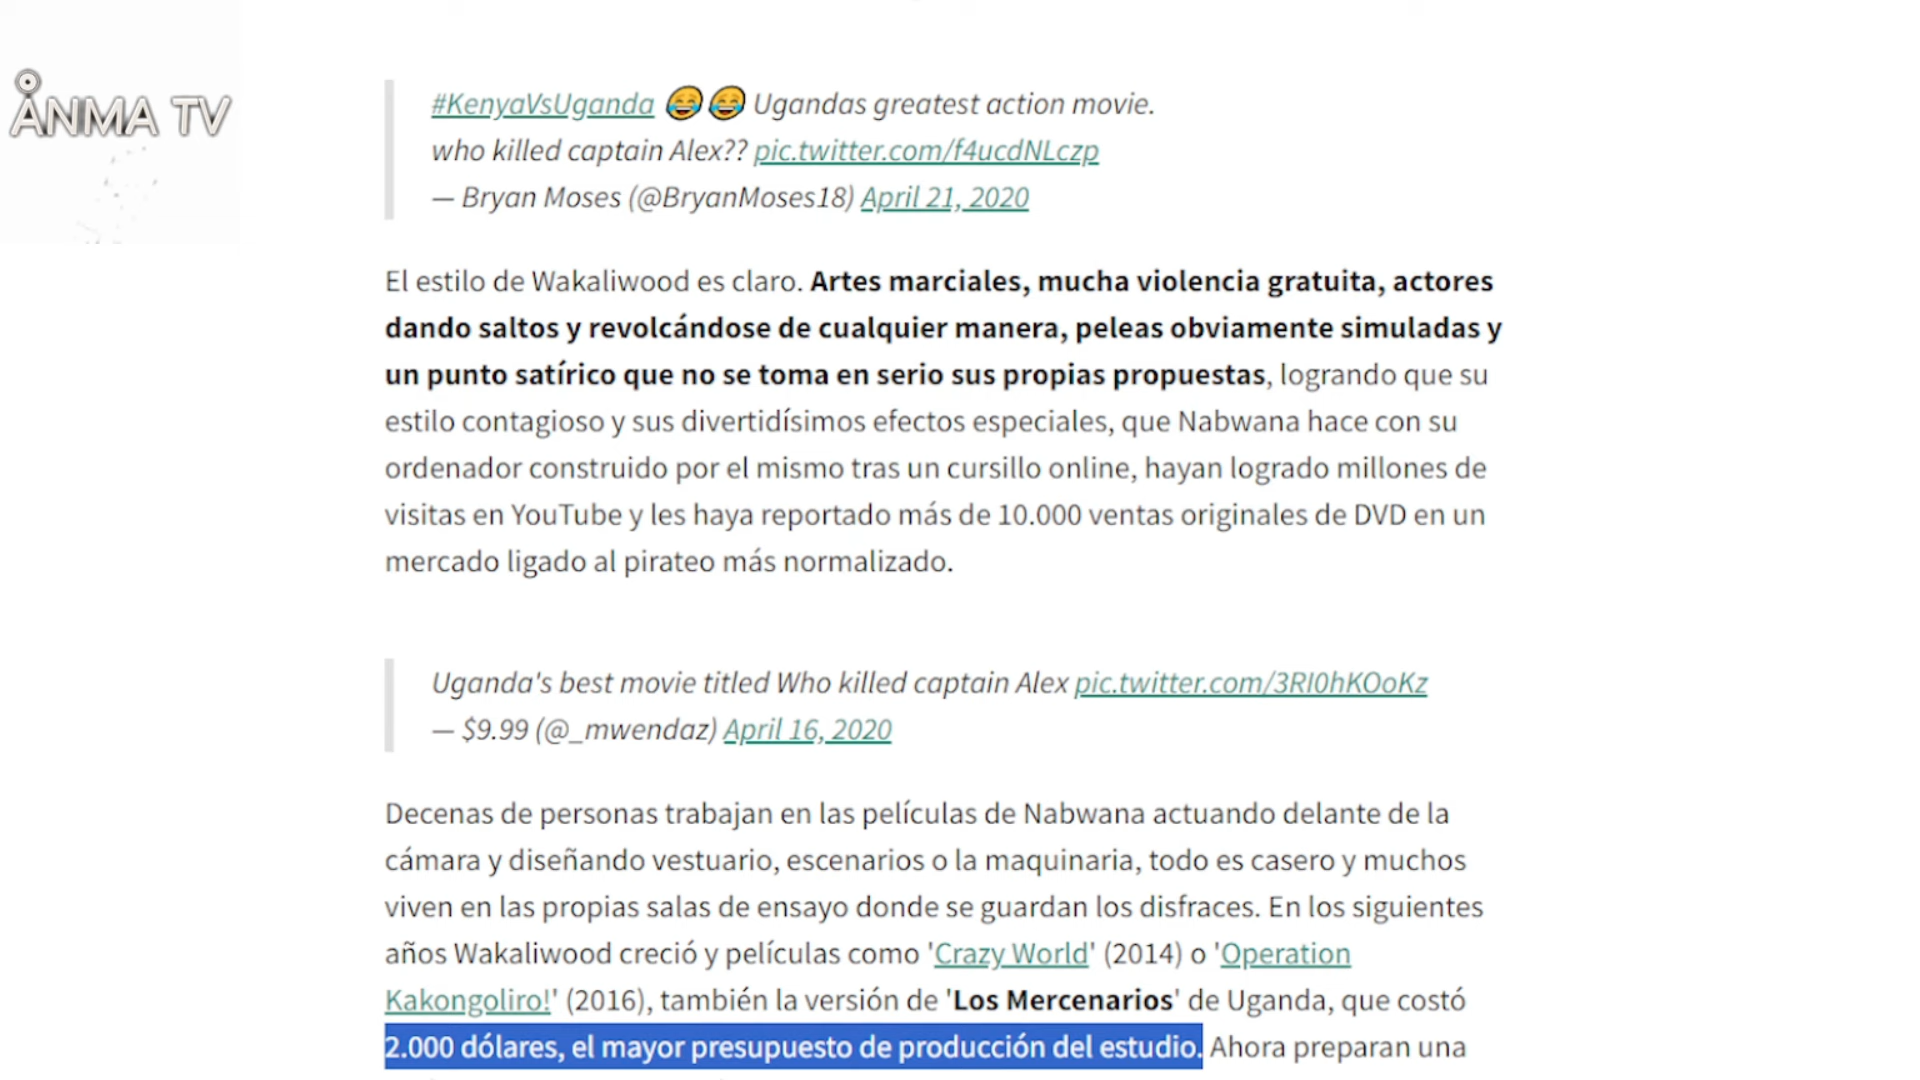 ÅNMA TV
#KenyaVsUganda 😂😂 Ugandas greatest action movie.
who killed captain Alex?? pic.twitter.com/f4ucdNLczp
— Bryan Moses (@BryanMoses18) April 21, 2020
El estilo de Wakaliwood es claro. Artes marciales, mucha violencia gratuita, actores
dando saltos y revolcándose de cualquier manera, peleas obviamente simuladas y
un punto satírico que no se toma en serio sus propias propuestas, logrando que su
estilo contagioso y sus divertidísimos efectos especiales, que Nabwana hace con su
ordenador construido por el mismo tras un cursillo online, hayan logrado millones de
visitas en YouTube y les haya reportado más de 10.000 ventas originales de DVD en un
mercado ligado al pirateo más normalizado.
Uganda's best movie titled Who killed captain Alex pic.twitter.com/3RI0hKOoKz
— $9.99 (@_mwendaz) April 16, 2020
Decenas de personas trabajan en las películas de Nabwana actuando delante de la
cámara y diseñando vestuario, escenarios o la maquinaria, todo es casero y muchos
viven en las propias salas de ensayo donde se guardan los disfraces. En los siguientes
años Wakaliwood creció y películas como 'Crazy World' (2014) o 'Operation
Kakongoliro!' (2016), también la versión de 'Los Mercenarios' de Uganda, que costó
2.000 dólares, el mayor presupuesto de producción del estudio. Ahora preparan una